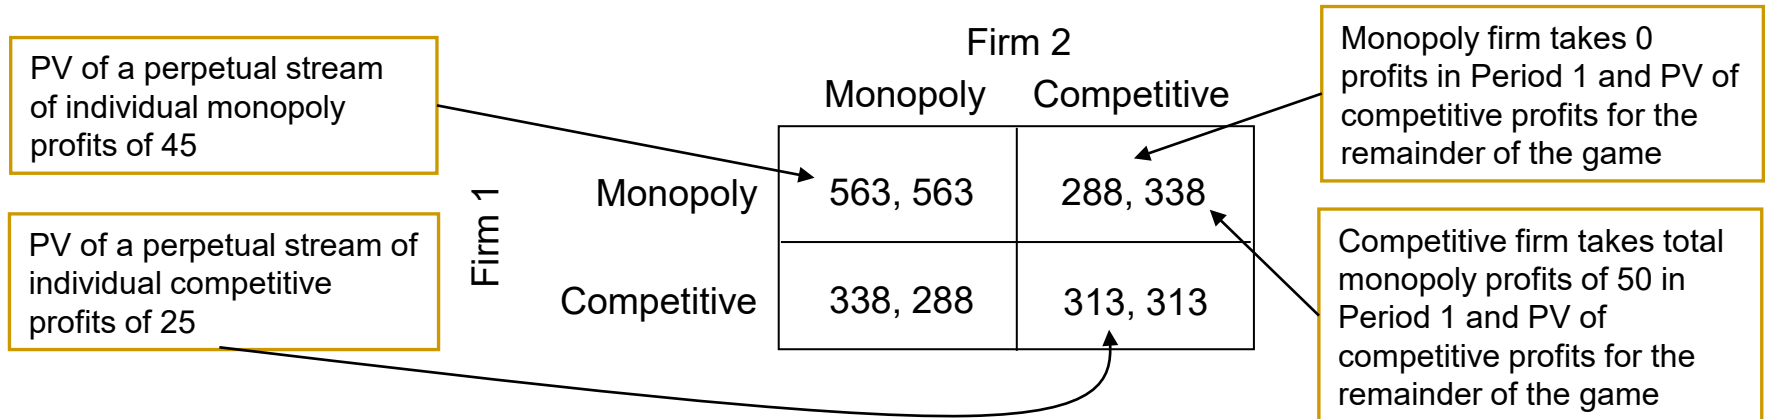 PV of a perpetual stream
of individual monopoly
profits of 45
PV of a perpetual stream of
individual competitive
profits of 25
Firm 2
Monopoly Competitive
Firm 1
Monopoly 563, 563 288, 338
Competitive 338, 288 313, 313
Monopoly firm takes 0
profits in Period 1 and PV of
competitive profits for the
remainder of the game
Competitive firm takes total
monopoly profits of 50 in
Period 1 and PV of
competitive profits for the
remainder of the game